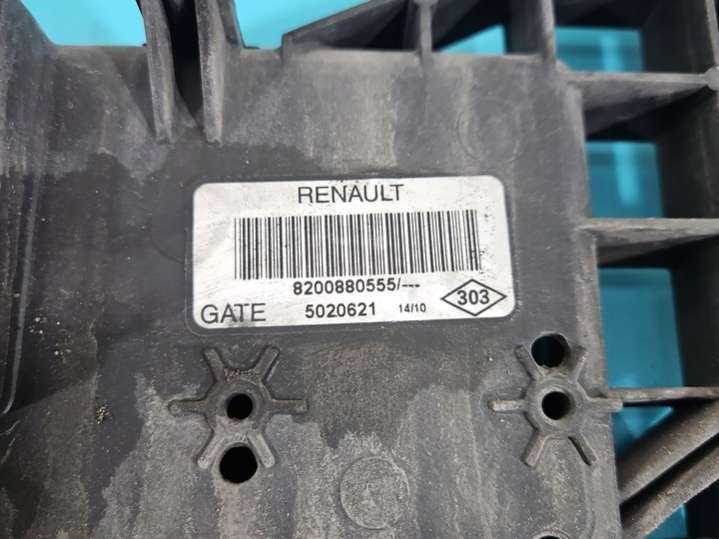 RENAULT
8200880555/---
GATE 5020621 14/10 303